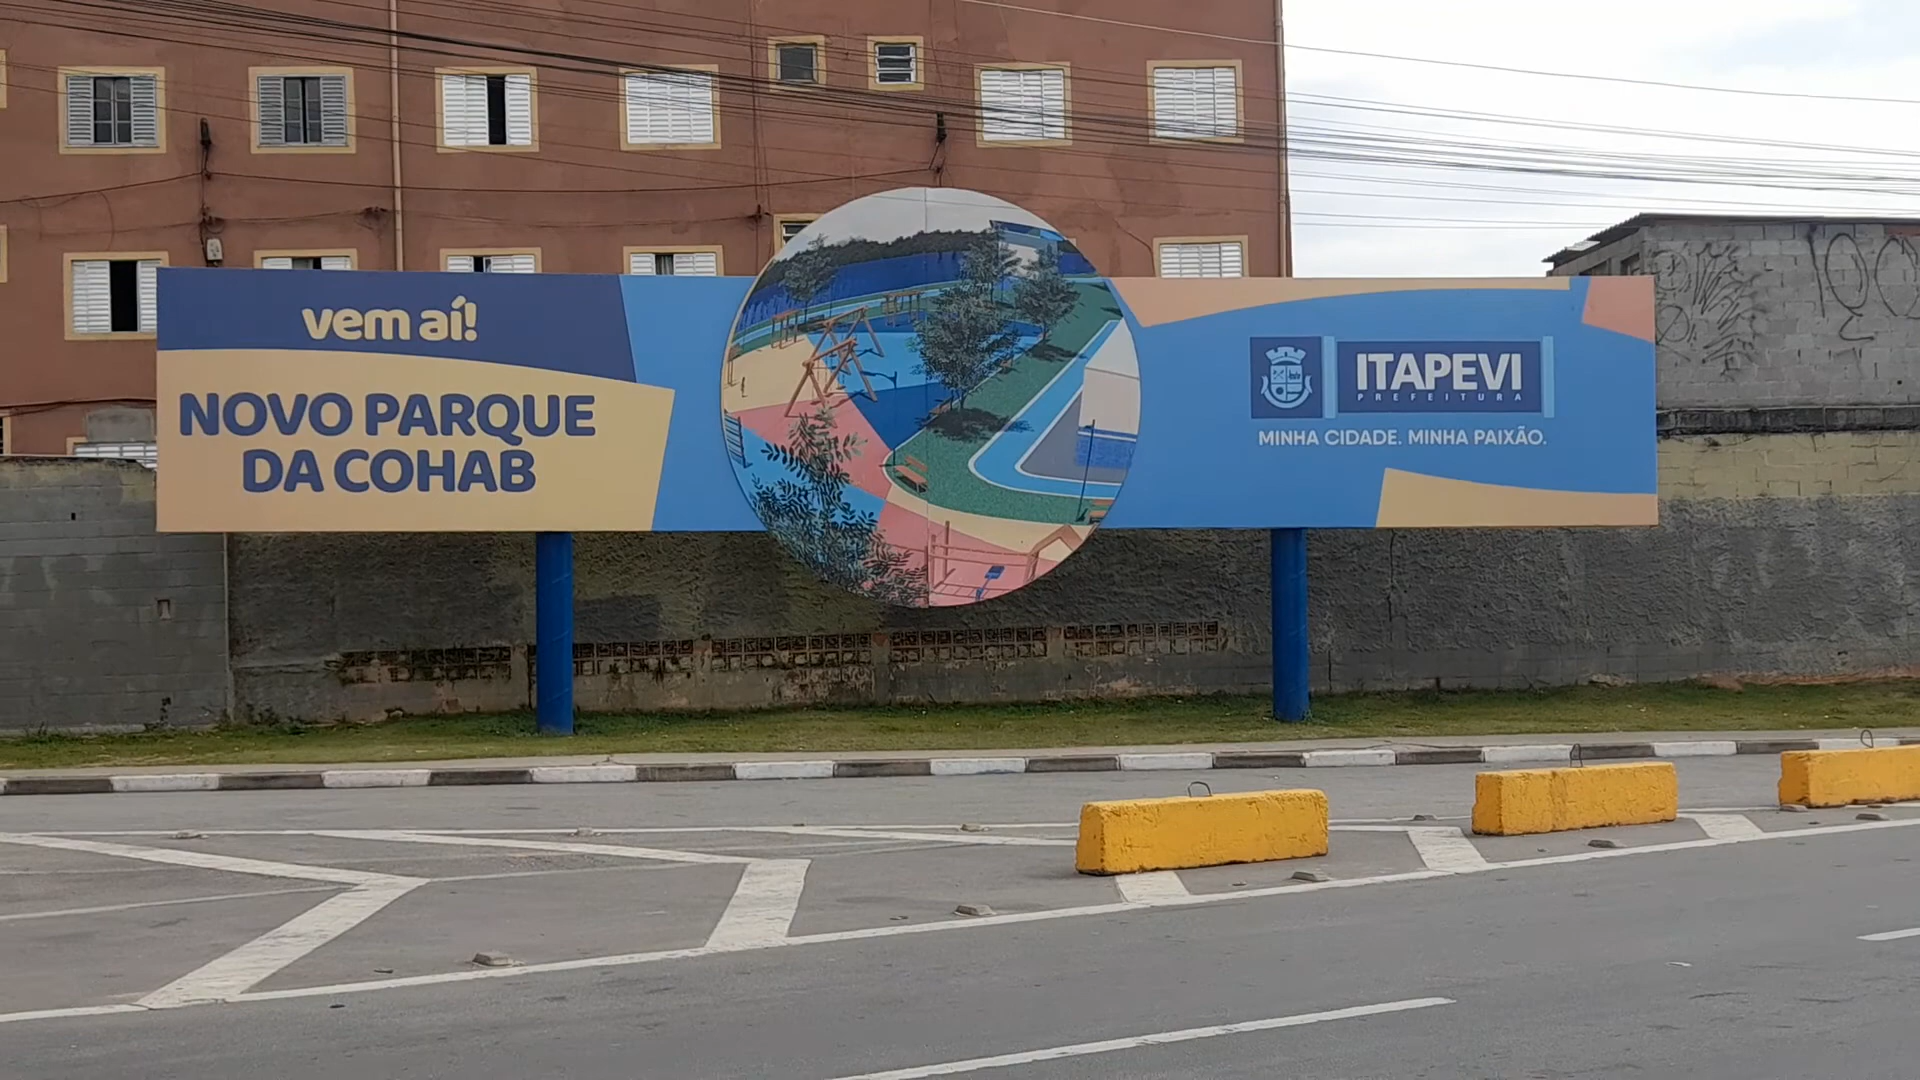 vem aí!
NOVO PARQUE
DA COHAB
ITAPEVI
PREFEITURA
MINHA CIDADE. MINHA PAIXÃO.